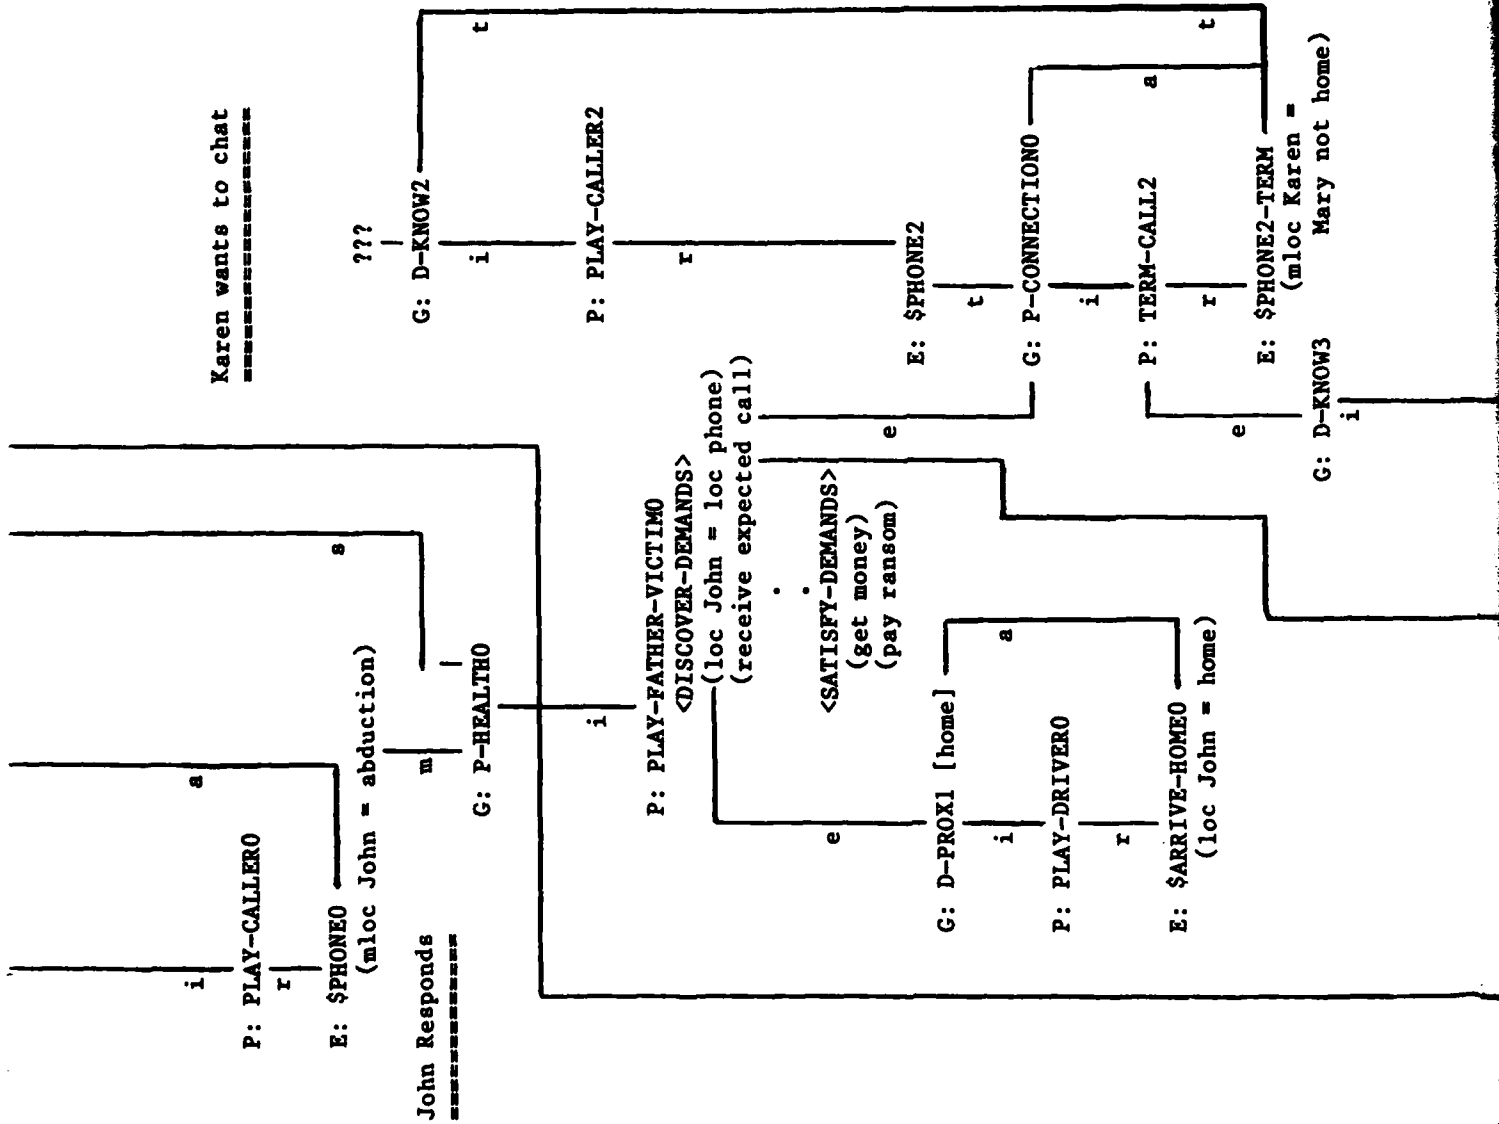 i
P: PLAY-CALLER0
r
a
E: $PHONE0
(mloc John = abduction)
John Responds
=============
m
s
G: P-HEALTH0
i
P: PLAY-FATHER-VICTIM0
<DISCOVER-DEMANDS>
(loc John = loc phone)
(receive expected call)
.
.
<SATISFY-DEMANDS>
(get money)
(pay ransom)
e
G: D-PROX1 [home]
i
P: PLAY-DRIVER0
r
a
E: $ARRIVE-HOME0
(loc John = home)
Karen wants to chat
===================
???
G: D-KNOW2
i
t
P: PLAY-CALLER2
r
E: $PHONE2
t
e
G: P-CONNECTION0
i
a
P: TERM-CALL2
r
t
E: $PHONE2-TERM
(mloc Karen =
Mary not home)
e
G: D-KNOW3
i